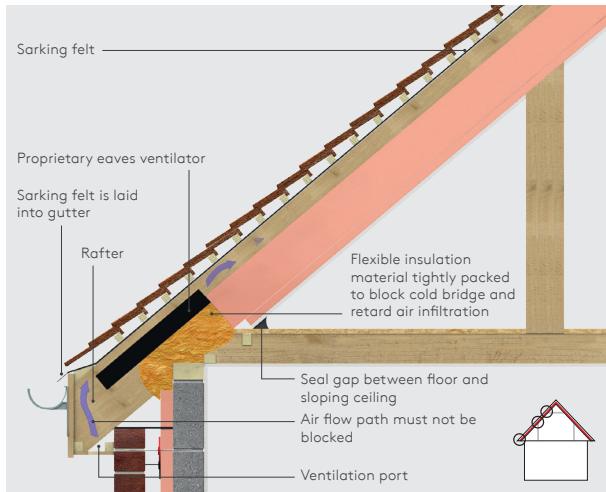 Sarking felt
Proprietary eaves ventilator
Sarking felt is laid
into gutter
Rafter
Flexible insulation
material tightly packed
to block cold bridge and
retard air infiltration
Seal gap between floor and
sloping ceiling
Air flow path must not be
blocked
Ventilation port